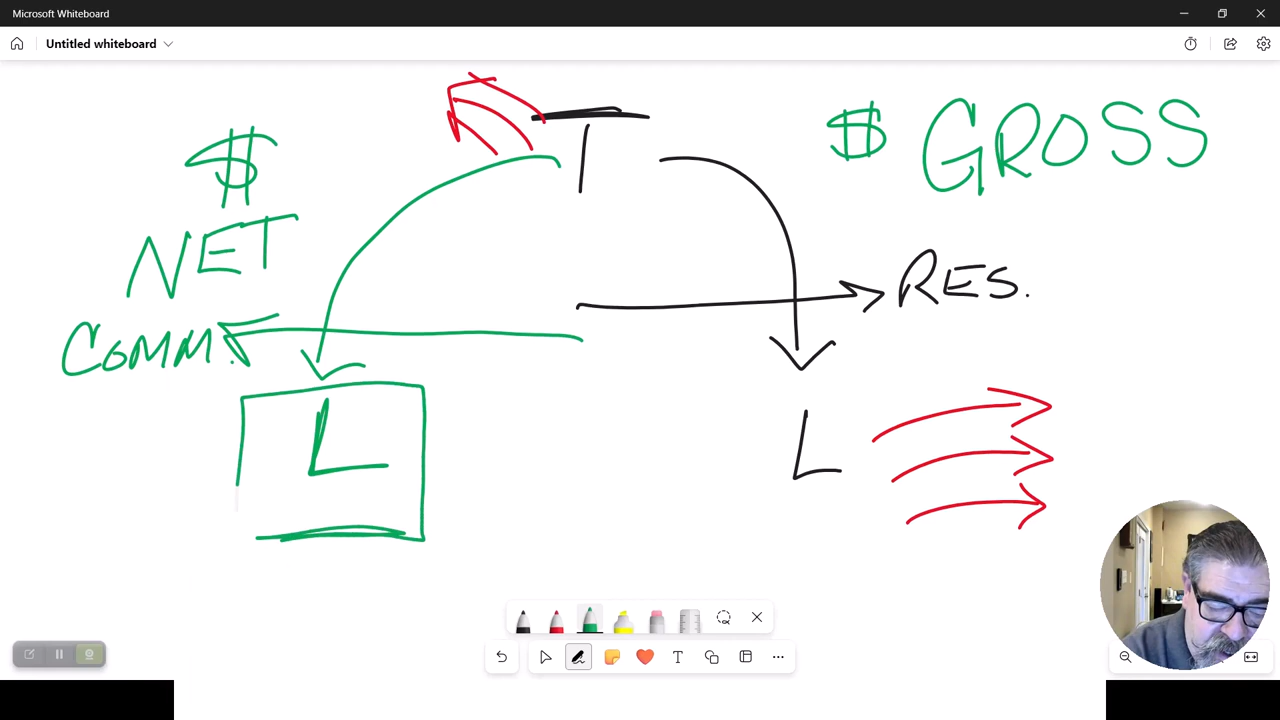 Microsoft Whiteboard
Untitled whiteboard
$
NET
COMM.
T
$ GROSS
RES.
L
L
T